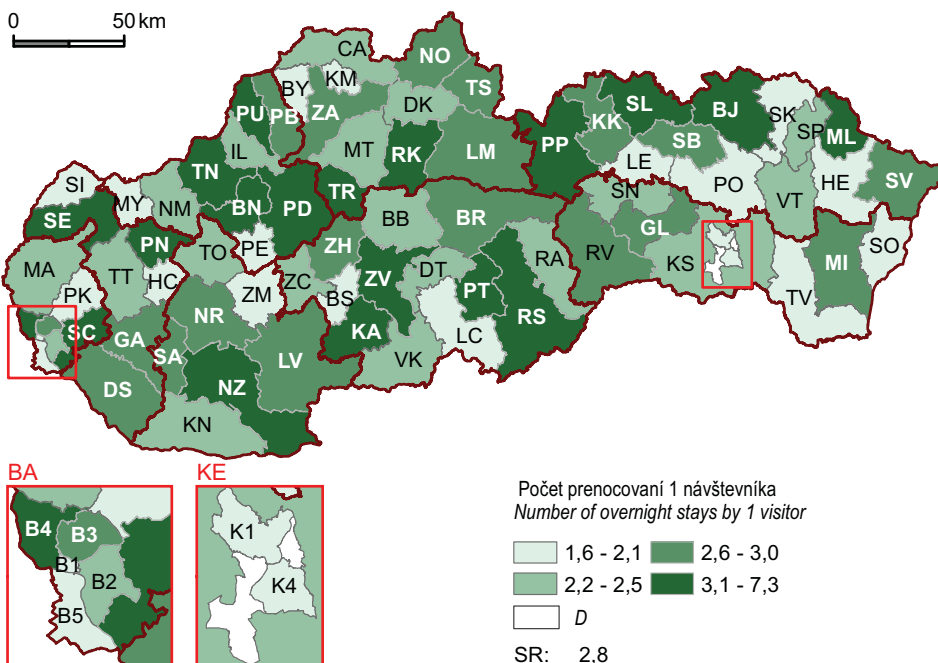 0 50 km
CA
NO
BY
KM
TS
PU
PB
ZA
DK
SL
BJ
SK
KK
SP
ML
IL
MT
RK
LM
PP
SB
LE
TN
PO
HE
SV
SI
MY
NM
BN
PD
TR
SN
VT
SE
BB
BR
GL
PN
TO
PE
ZH
SO
MA
TT
HC
ZC
ZV
DT
RA
RV
KS
MI
PK
ZM
BS
PT
TV
SC
GA
NR
KA
LC
RS
SA
LV
VK
DS
NZ
KN
BA
KE
B4
B3
B1
B2
B5
K1
K4
Počet prenocovaní 1 návštevníka
Number of overnight stays by 1 visitor
1,6 - 2,1 2,6 - 3,0
2,2 - 2,5 3,1 - 7,3
D
SR: 2,8